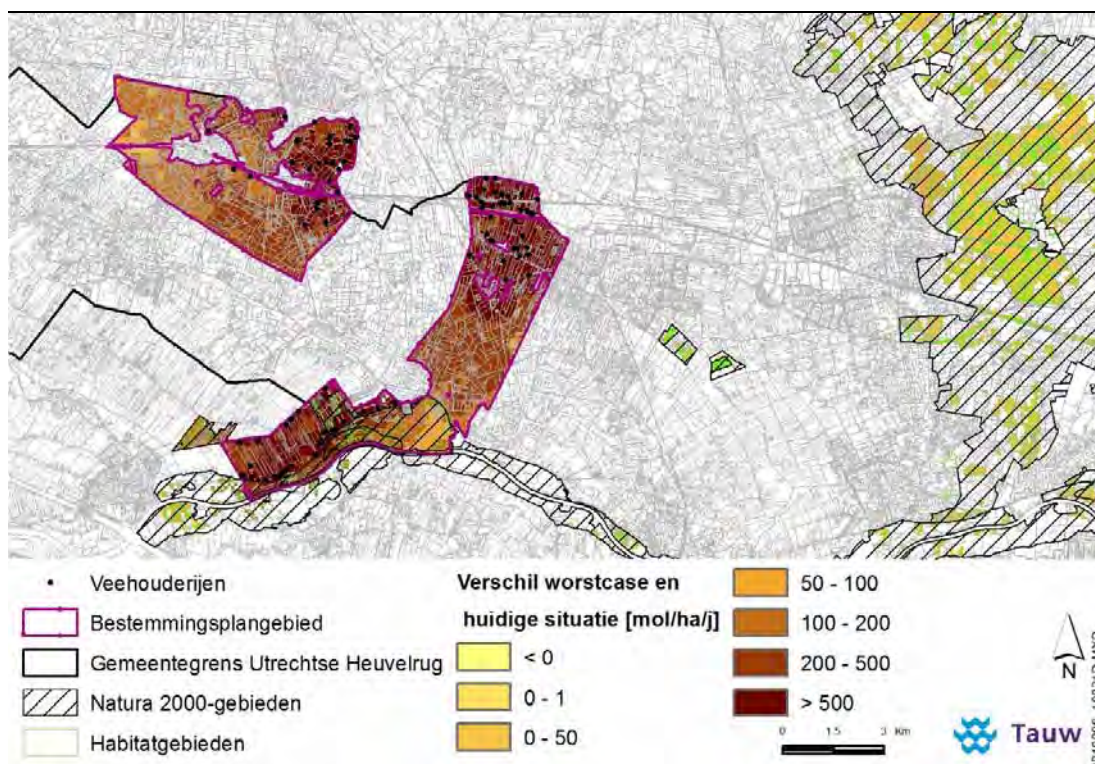 Veehouderijen
Bestemmingsplangebied
Gemeentegrens Utrechtse Heuvelrug
Natura 2000-gebieden
Habitatgebieden
Verschil worstcase en
huidige situatie [mol/ha/j]
< 0
0 - 1
0 - 50
50 - 100
100 - 200
200 - 500
> 500
0 1.5 3 Km
N
Tauw